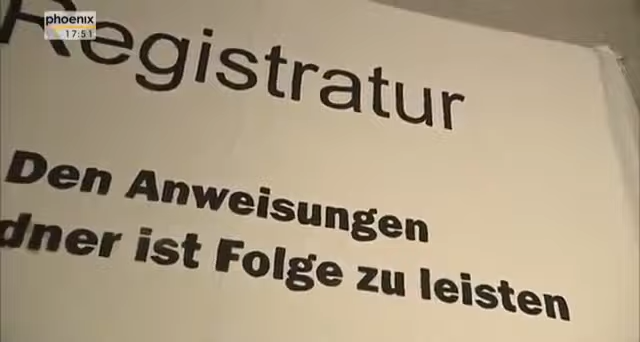 phoenix
17:51
Registratur
Den Anweisungen
dner ist Folge zu leisten